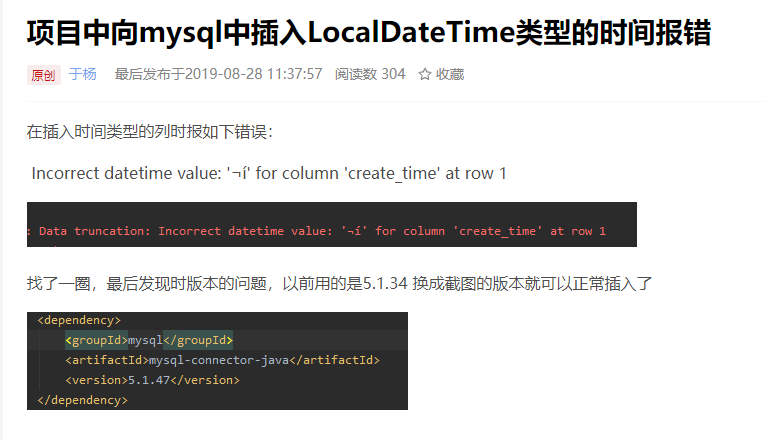 项目中向mysql中插入LocalDateTime类型的时间报错
原创 于杨 最后发布于2019-08-28 11:37:57 阅读数 304 ☆ 收藏
在插入时间类型的列时报如下错误：
Incorrect datetime value: '¬í' for column 'create_time' at row 1
: Data truncation: Incorrect datetime value: '¬í' for column 'create_time' at row 1
找了一圈，最后发现时版本的问题，以前用的是5.1.34 换成截图的版本就可以正常插入了
<dependency>
<groupId>mysql</groupId>
<artifactId>mysql-connector-java</artifactId>
<version>5.1.47</version>
</dependency>